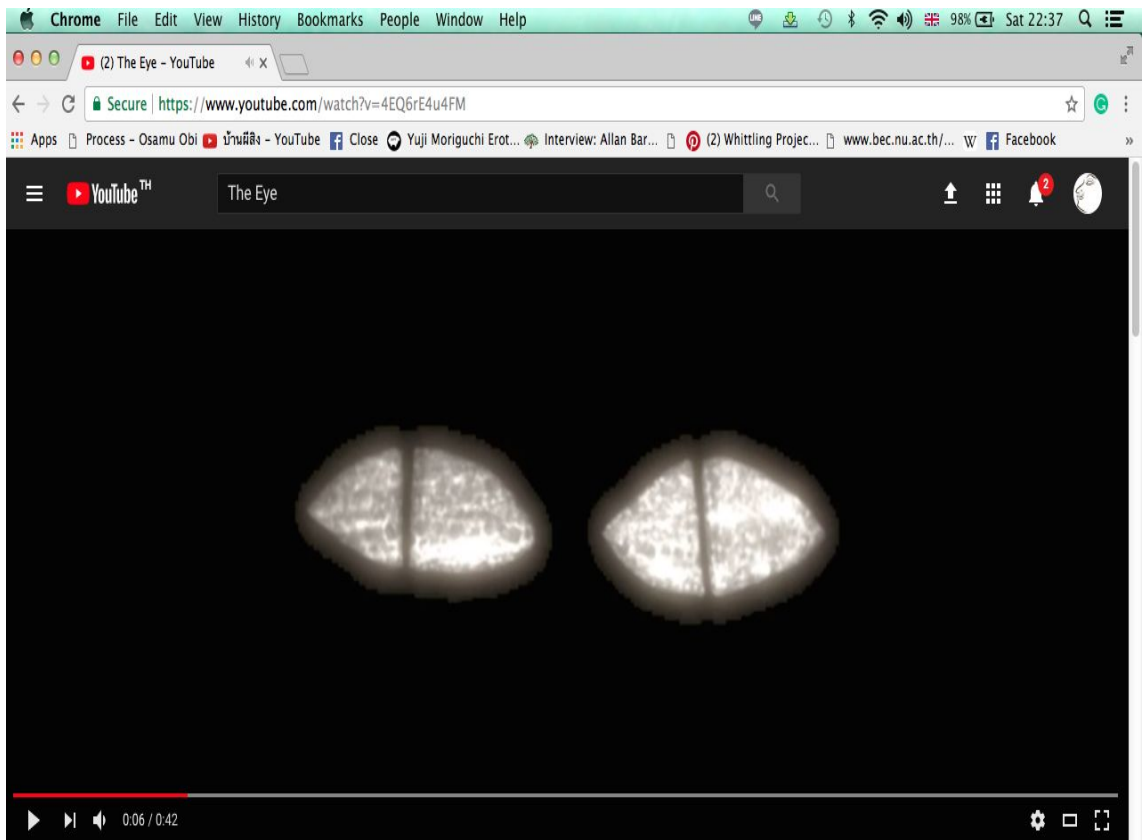 Chrome File Edit View History Bookmarks People Window Help LINE 98% Sat 22:37
(2) The Eye - YouTube
Secure https://www.youtube.com/watch?v=4EQ6rE4u4FM
Apps Process - Osamu Obi บ้านผีสิง - YouTube Close Yuji Moriguchi Erot... Interview: Allan Bar... (2) Whittling Projec... www.bec.nu.ac.th/... W Facebook »
YouTube TH The Eye 2
0:06 / 0:42